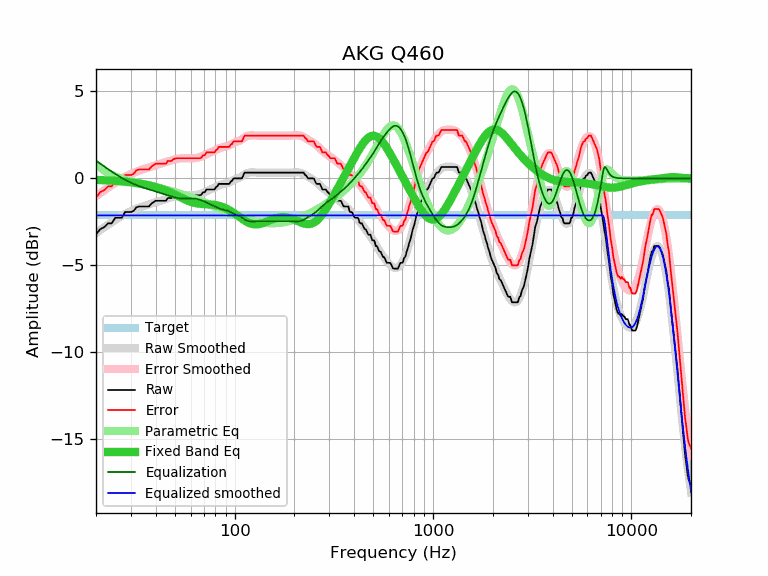 AKG Q460
5
0
−5
−10
−15
Amplitude (dBr)
Target
Raw Smoothed
Error Smoothed
Raw
Error
Parametric Eq
Fixed Band Eq
Equalization
Equalized smoothed
100
1000
10000
Frequency (Hz)